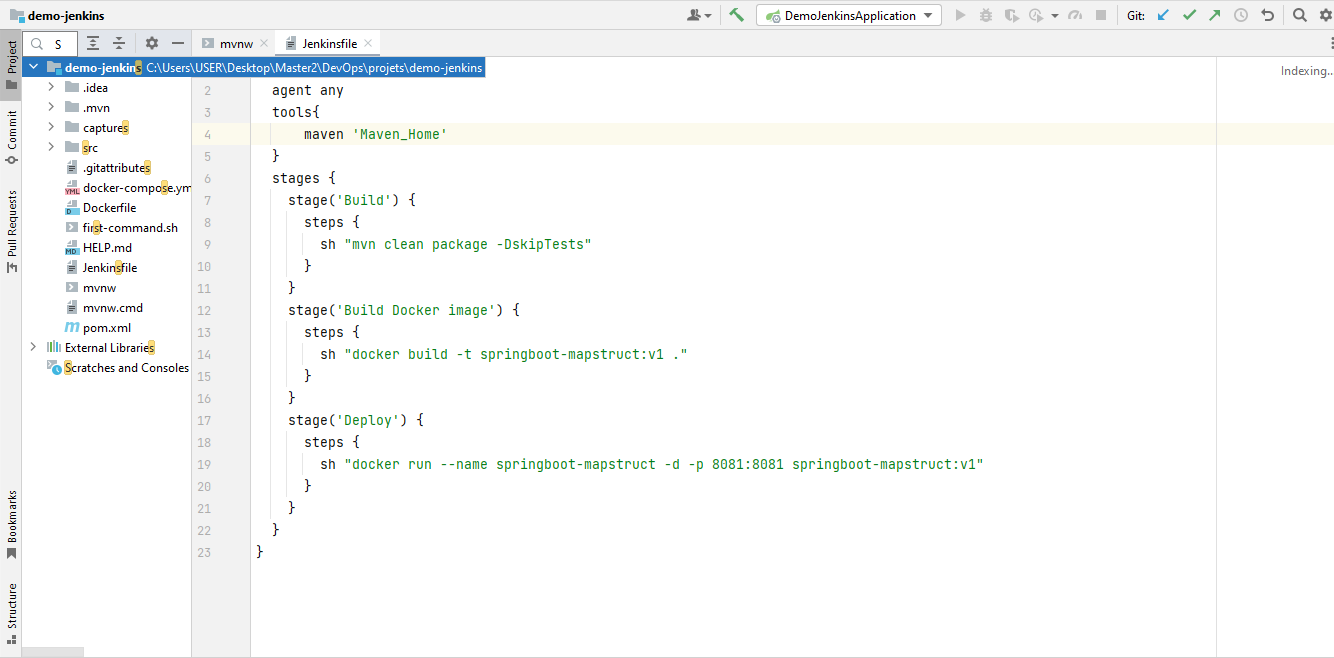 demo-jenkins
DemoJenkinsApplication
Git:
S
mvnw
Jenkinsfile
Project
Commit
Pull Requests
Bookmarks
Structure
demo-jenkins C:\Users\USER\Desktop\Master2\DevOps\projets\demo-jenkins
Indexing..
.idea
.mvn
captures
src
.gitattributes
YML docker-compose.ym
D Dockerfile
first-command.sh
MD HELP.md
Jenkinsfile
mvnw
mvnw.cmd
m pom.xml
External Libraries
Scratches and Consoles
2 agent any
3 tools{
4 maven 'Maven_Home'
5 }
6 stages {
7 stage('Build') {
8 steps {
9 sh "mvn clean package -DskipTests"
10 }
11 }
12 stage('Build Docker image') {
13 steps {
14 sh "docker build -t springboot-mapstruct:v1 ."
15 }
16 }
17 stage('Deploy') {
18 steps {
19 sh "docker run --name springboot-mapstruct -d -p 8081:8081 springboot-mapstruct:v1"
20 }
21 }
22 }
23 }